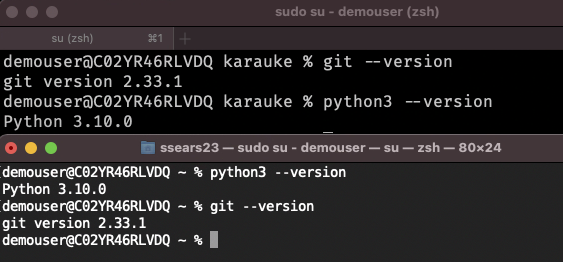 sudo su - demouser (zsh)
su (zsh) ⌘1 +
demouser@C02YR46RLVDQ karauke % git --version
git version 2.33.1
demouser@C02YR46RLVDQ karauke % python3 --version
Python 3.10.0
ssears23 — sudo su - demouser — su — zsh — 80×24
[demouser@C02YR46RLVDQ ~ % python3 --version
Python 3.10.0
[demouser@C02YR46RLVDQ ~ % git --version
git version 2.33.1
demouser@C02YR46RLVDQ ~ %